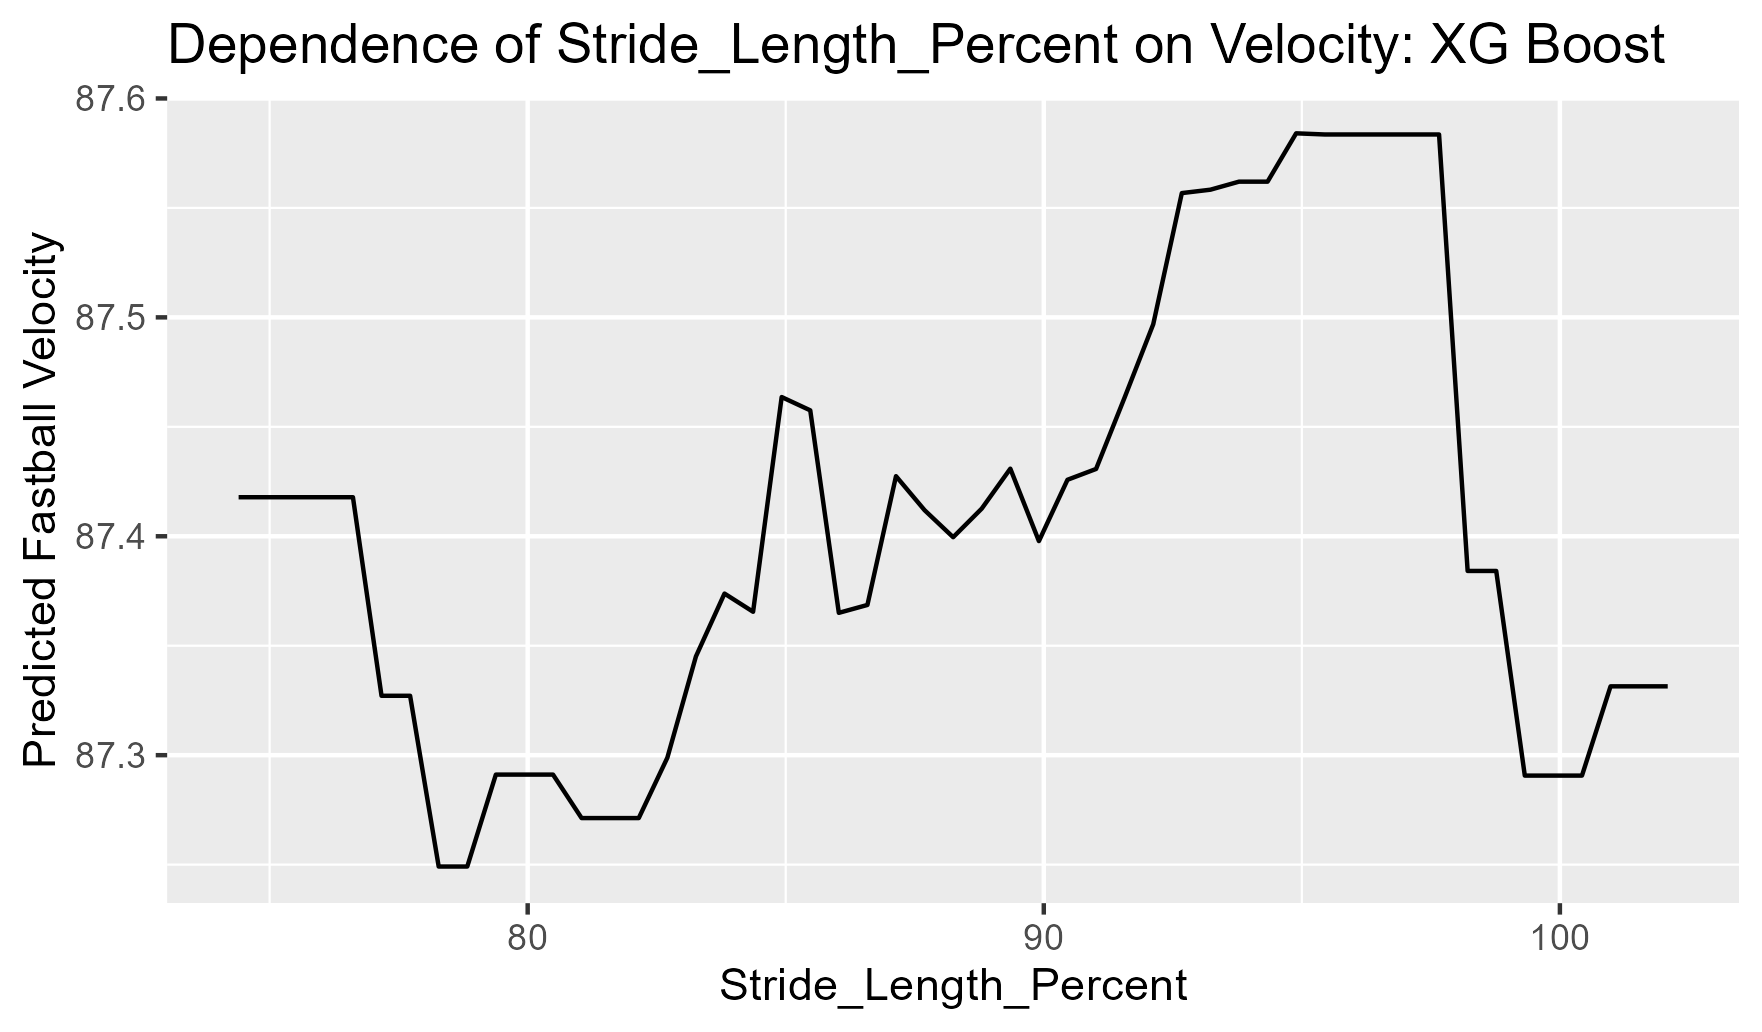 Dependence of Stride_Length_Percent on Velocity: XG Boost
87.6
87.5
87.4
87.3
Predicted Fastball Velocity
80 90 100
Stride_Length_Percent